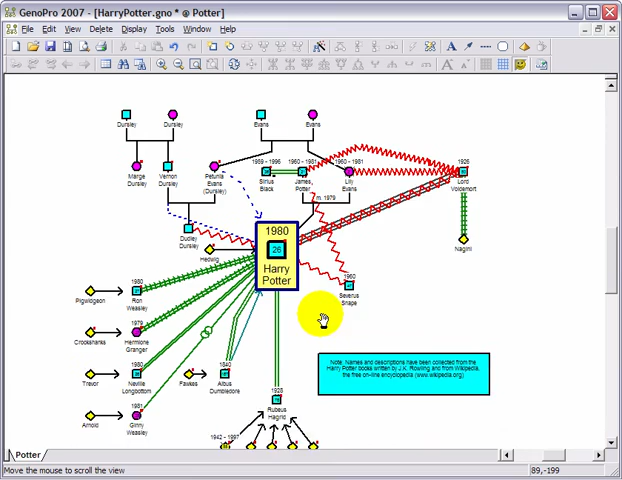 GenoPro 2007 - [HarryPotter.gno * @ Potter]
File Edit View Delete Display Tools Window Help
Dursley Dursley Evans Evans
Marge Dursley
Vernon Dursley
Petunia Evans (Dursley)
1959 - 1996
Sirius Black
1960 - 1981
James Potter
1960 - 1981
Lily Evans
1926
Lord Voldemort
m. 1979
Dudley Dursley
Hedwig
1980
26
Harry
Potter
Nagini
1960
Severus Snape
Pigwidgeon
1980
Ron Weasley
Crookshanks
1979
Hermione Granger
Trevor
1980
Neville Longbottom
Fawkes
1840
Albus Dumbledore
Arnold
1981
Ginny Weasley
1928
Rubeus Hagrid
1942 - 1997
Note: Names and descriptions have been collected from the
Harry Potter books written by J.K. Rowling and from Wikipedia,
the free on-line encyclopedia (www.wikipedia.org)
Potter
Move the mouse to scroll the view 89,-199